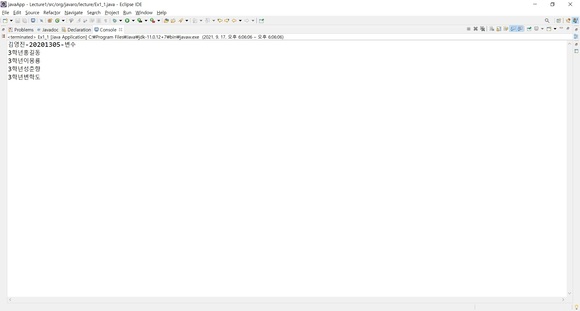 javaApp - Lecture1/src/org/javaro/lecture/Ex1_1.java - Eclipse IDE
File Edit Source Refactor Navigate Search Project Run Window Help
Problems Javadoc Declaration Console
<terminated> Ex1_1 [Java Application] C:₩Program Files₩Java₩jdk-11.0.12+7₩bin₩javaw.exe (2021. 9. 17. 오후 6:06:06 – 오후 6:06:06)
김영진-20201305-변수
3학년홍길동
3학년이몽룡
3학년성춘향
3학년변학도